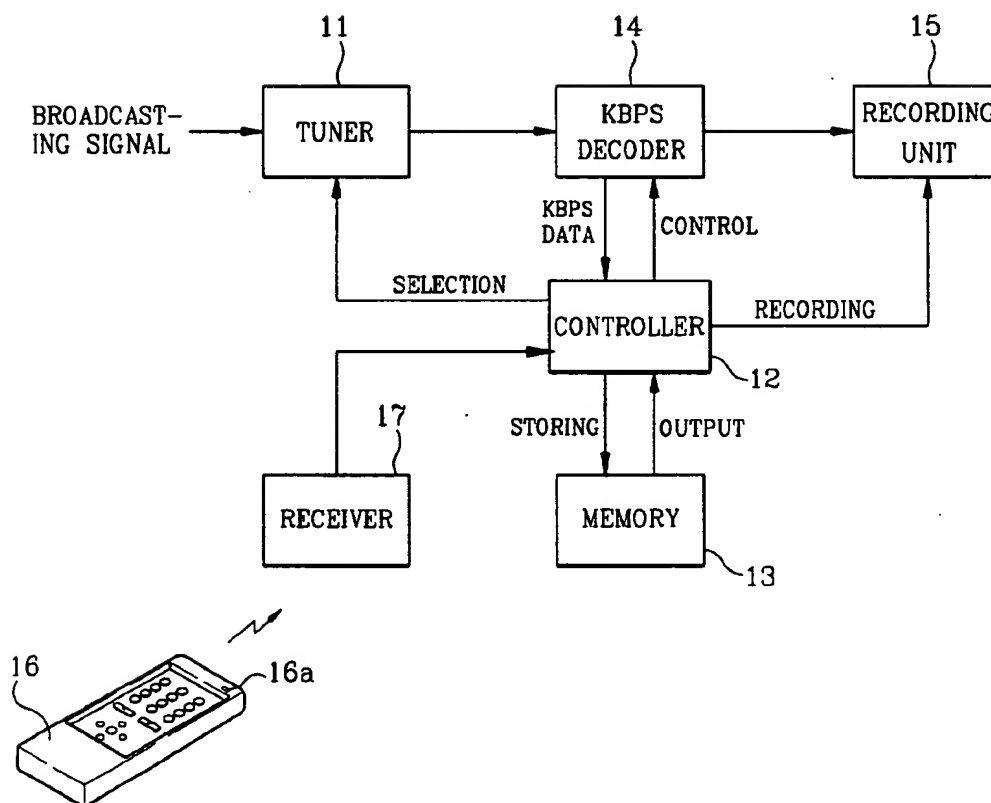 11
14
15
BROADCAST-
ING SIGNAL
TUNER
KBPS
DECODER
RECORDING
UNIT
KBPS
DATA
CONTROL
SELECTION
CONTROLLER
RECORDING
12
17
STORING
OUTPUT
RECEIVER
MEMORY
13
16
16a